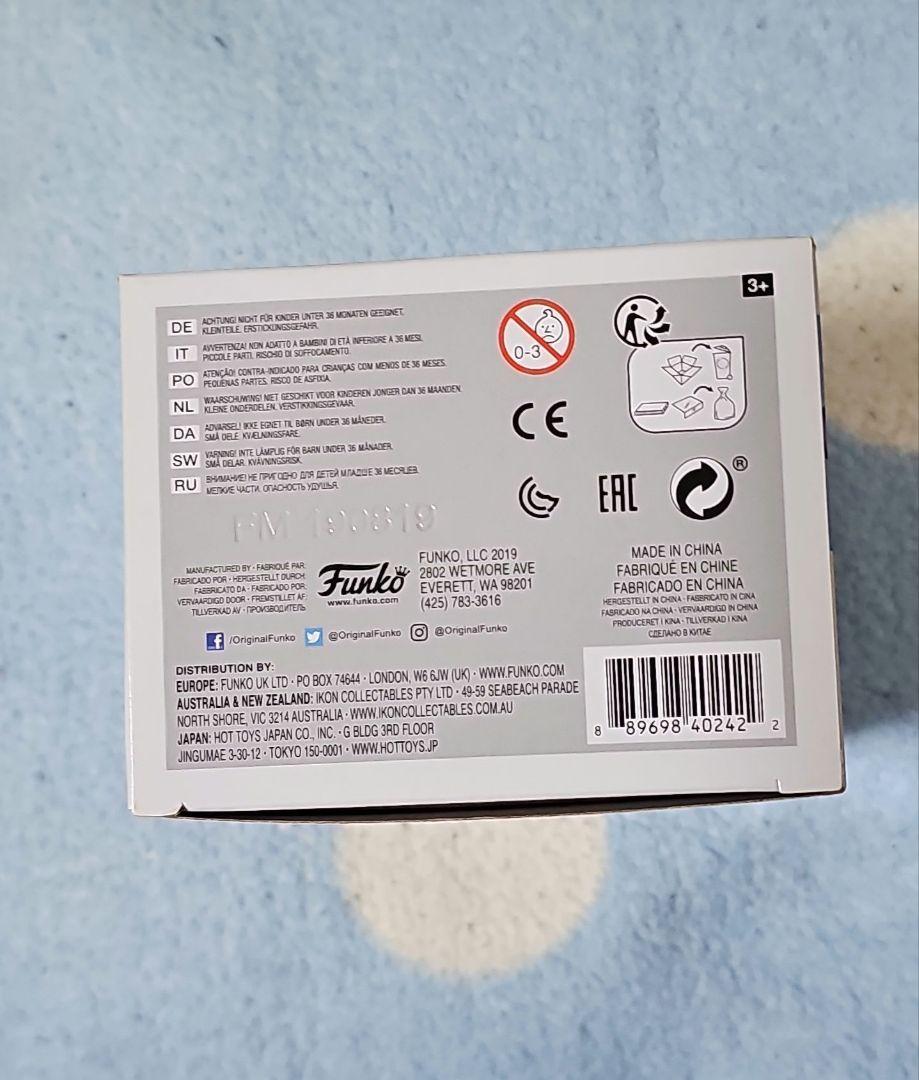 3+
DE ACHTUNG! NICHT FÜR KINDER UNTER 36 MONATEN GEEIGNET.
KLEINTEILE. ERSTICKUNGSGEFAHR.
IT AVVERTENZA! NON ADATTO A BAMBINI DI ETÀ INFERIORE A 36 MESI.
PICCOLE PARTI. RISCHIO DI SOFFOCAMENTO.
PO ATENÇÃO! CONTRA-INDICADO PARA CRIANÇAS COM MENOS DE 36 MESES.
PEQUENAS PARTES. RISCO DE ASFIXIA.
NL WAARSCHUWING! NIET GESCHIKT VOOR KINDEREN JONGER DAN 36 MAANDEN.
KLEINE ONDERDELEN. VERSTIKKINGSGEVAAR.
DA ADVARSEL! IKKE EGNET TIL BØRN UNDER 36 MÅNEDER.
SMÅ DELE. KVÆLNINGSFARE.
SW VARNING! INTE LÄMPLIG FÖR BARN UNDER 36 MÅNADER.
SMÅ DELAR. KVÄVNINGSRISK.
RU ВНИМАНИЕ! НЕ ПРИГОДНО ДЛЯ ДЕТЕЙ МЛАДШЕ 36 МЕСЯЦЕВ.
МЕЛКИЕ ЧАСТИ. ОПАСНОСТЬ УДУШЬЯ.
0-3
CE
EAC
®
FM 190819
MANUFACTURED BY · FABRIQUÉ PAR:
FABRICADO POR · HERGESTELLT DURCH:
FABBRICATO DA · FABRICADO POR:
VERVAARDIGD DOOR · FREMSTILLET AF:
TILLVERKAD AV · ПРОИЗВОДИТЕЛЬ
Funko
www.funko.com
FUNKO, LLC 2019
2802 WETMORE AVE
EVERETT, WA 98201
(425) 783-3616
MADE IN CHINA
FABRIQUÉ EN CHINE
FABRICADO EN CHINA
HERGESTELLT IN CHINA · FABBRICATO IN CINA
FABRICADO NA CHINA · VERVAARDIGD IN CHINA
PRODUCERET I KINA · TILLVERKAD I KINA
СДЕЛАНО В КИТАЕ
/OriginalFunko @OriginalFunko @OriginalFunko
DISTRIBUTION BY:
EUROPE: FUNKO UK LTD · PO BOX 74644 · LONDON, W6 6JW (UK) · WWW.FUNKO.COM
AUSTRALIA & NEW ZEALAND: IKON COLLECTABLES PTY LTD · 49-59 SEABEACH PARADE
NORTH SHORE, VIC 3214 AUSTRALIA · WWW.IKONCOLLECTABLES.COM.AU
JAPAN: HOT TOYS JAPAN CO., INC. · G BLDG 3RD FLOOR
JINGUMAE 3-30-12 · TOKYO 150-0001 · WWW.HOTTOYS.JP
8 89698 40242 2